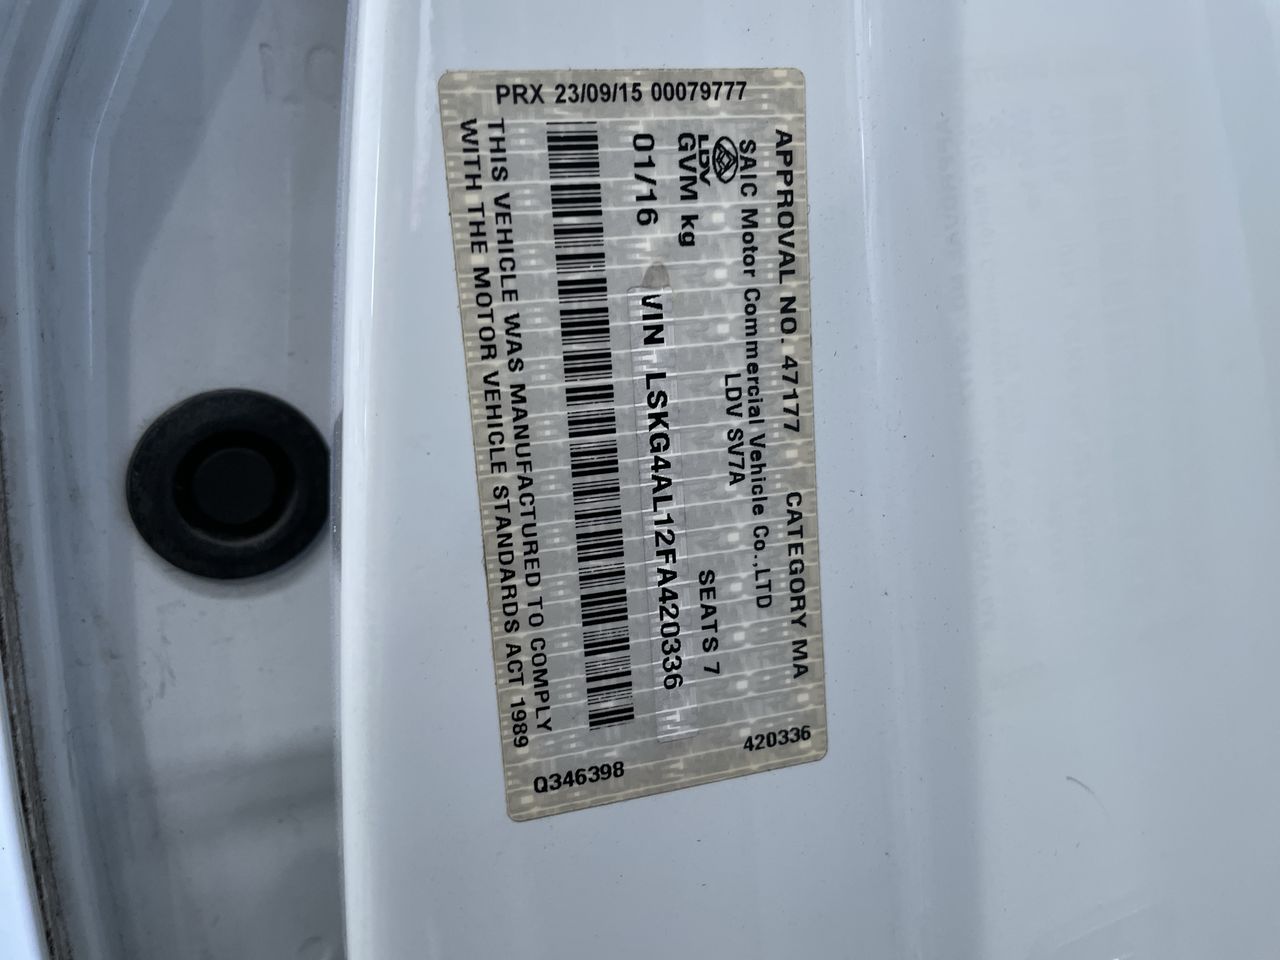 PRX 23/09/15 00079777
APPROVAL NO. 47177 CATEGORY MA
SAIC Motor Commercial Vehicle Co.,LTD
LDV
LDV SV7A
GVM kg SEATS 7
01/16 VIN LSKG4AL12FA420336
THIS VEHICLE WAS MANUFACTURED TO COMPLY
WITH THE MOTOR VEHICLE STANDARDS ACT 1989
420336
Q346398